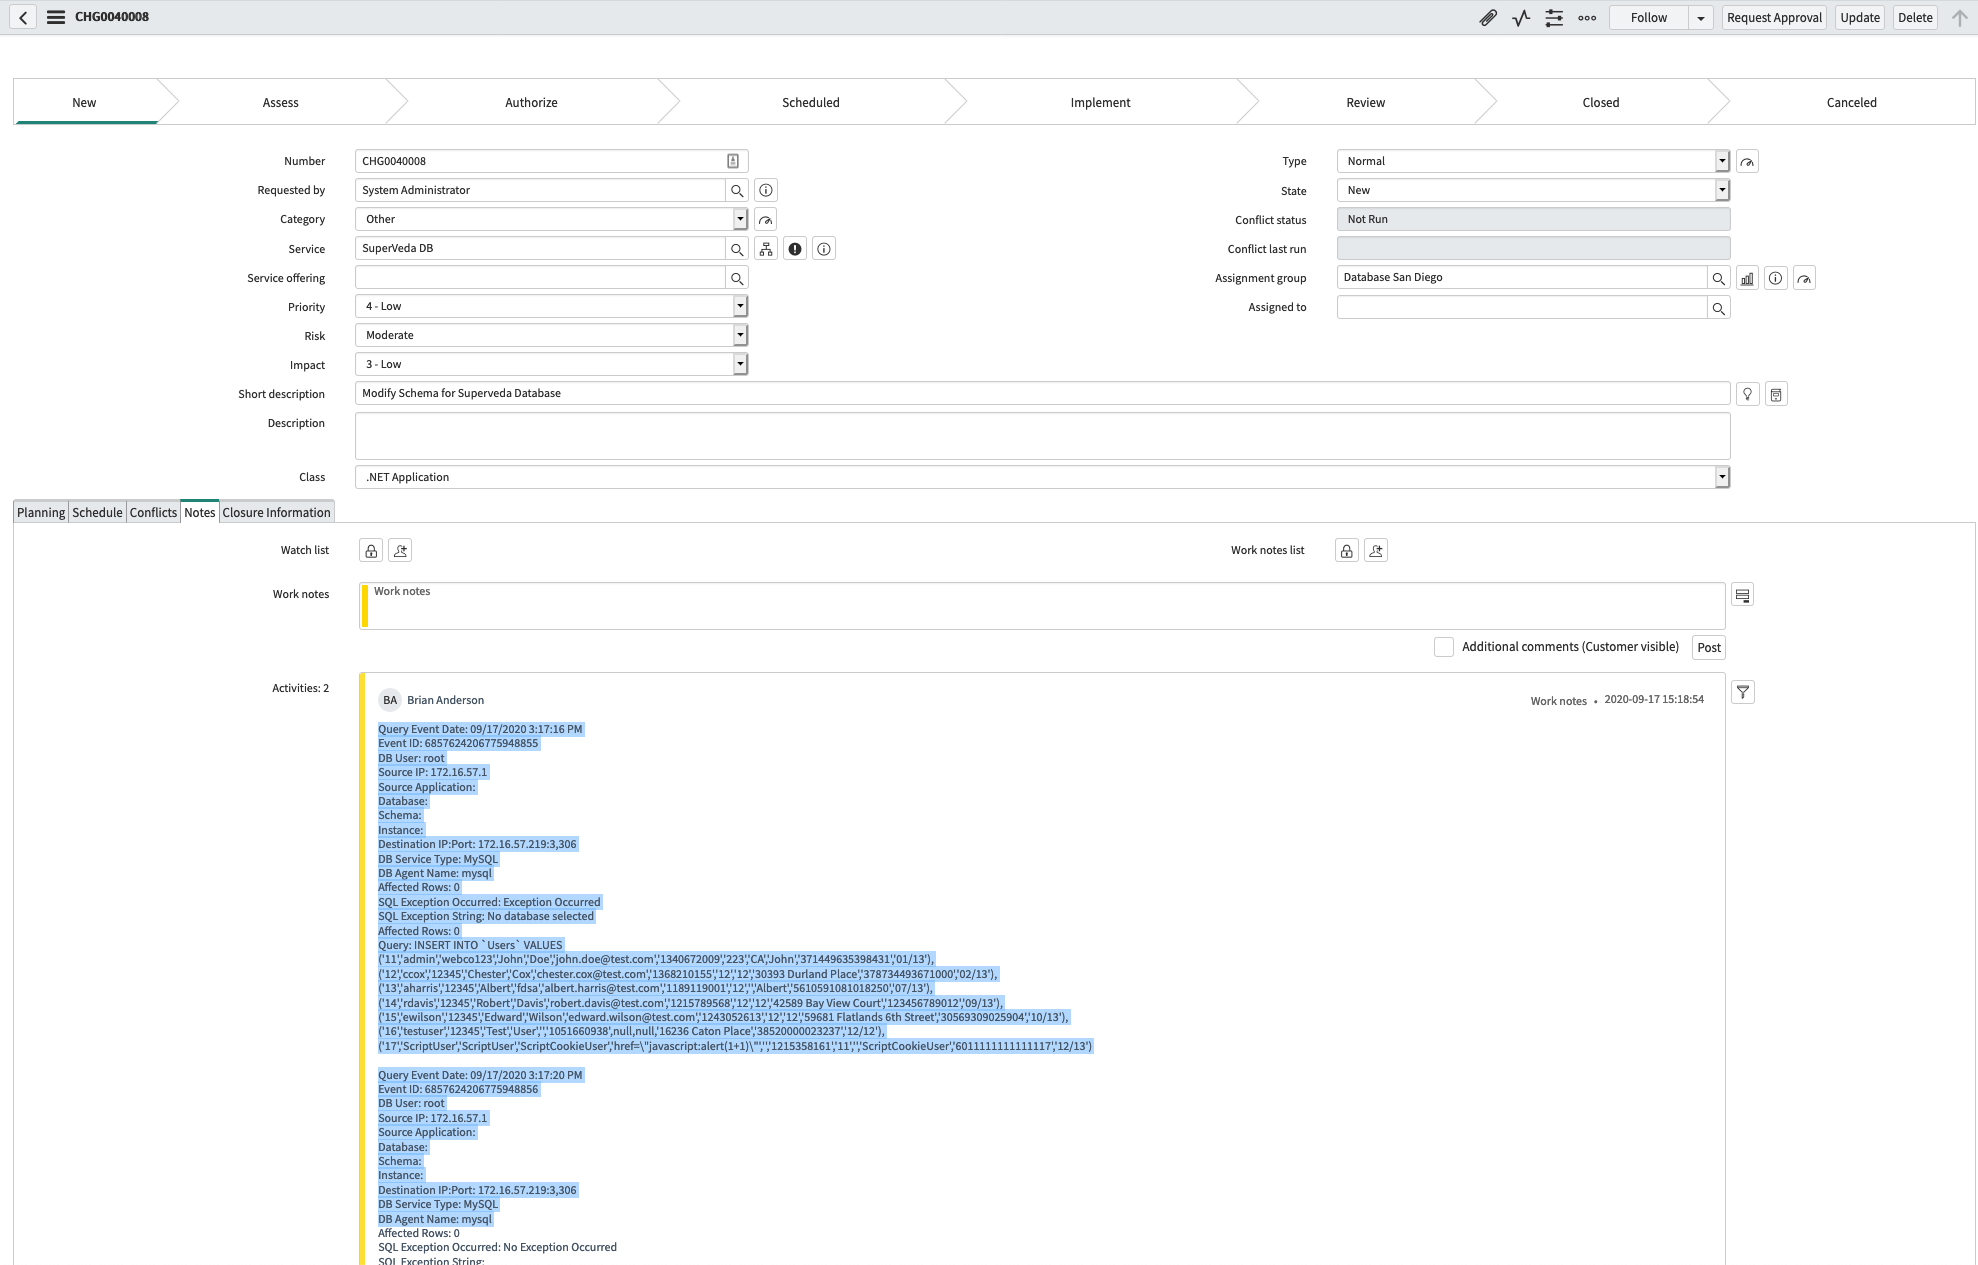 CHG0040008
Follow
Request Approval
Update
Delete
New
Assess
Authorize
Scheduled
Implement
Review
Closed
Canceled
Number CHG0040008
Type Normal
Requested by System Administrator
State New
Category Other
Conflict status Not Run
Service SuperVeda DB
Conflict last run
Service offering
Assignment group Database San Diego
Priority 4 - Low
Assigned to
Risk Moderate
Impact 3 - Low
Short description Modify Schema for Superveda Database
Description
Class .NET Application
Planning Schedule Conflicts Notes Closure Information
Watch list
Work notes list
Work notes Work notes
Additional comments (Customer visible) Post
Activities: 2
BA Brian Anderson
Work notes • 2020-09-17 15:18:54
Query Event Date: 09/17/2020 3:17:16 PM
Event ID: 6857624206775948855
DB User: root
Source IP: 172.16.57.1
Source Application:
Database:
Schema:
Instance:
Destination IP:Port: 172.16.57.219:3,306
DB Service Type: MySQL
DB Agent Name: mysql
Affected Rows: 0
SQL Exception Occurred: Exception Occurred
SQL Exception String: No database selected
Affected Rows: 0
Query: INSERT INTO `Users` VALUES
('11','admin','webco123','John','Doe','john.doe@test.com','1340672009','223','CA','John','371449635398431','01/13'),
('12','ccox','12345','Chester','Cox','chester.cox@test.com','1368210155','12','12','30393 Durland Place','378734493671000','02/13'),
('13','aharris','12345','Albert','fdsa','albert.harris@test.com','1189119001','12','','Albert','5610591081018250','07/13'),
('14','rdavis','12345','Robert','Davis','robert.davis@test.com','1215789568','12','12','42589 Bay View Court','123456789012','09/13'),
('15','ewilson','12345','Edward','Wilson','edward.wilson@test.com','1243052613','12','12','59681 Flatlands 6th Street','30569309025904','10/13'),
('16','testuser','12345','Test','User','','1051660938',null,null,'16236 Caton Place','38520000023237','12/12'),
('17','ScriptUser','ScriptUser','ScriptCookieUser','href=\"javascript:alert(1+1)\"','','1215358161','11','','ScriptCookieUser','6011111111111117','12/13')
Query Event Date: 09/17/2020 3:17:20 PM
Event ID: 6857624206775948856
DB User: root
Source IP: 172.16.57.1
Source Application:
Database:
Schema:
Instance:
Destination IP:Port: 172.16.57.219:3,306
DB Service Type: MySQL
DB Agent Name: mysql
Affected Rows: 0
SQL Exception Occurred: No Exception Occurred
SQL Exception String: